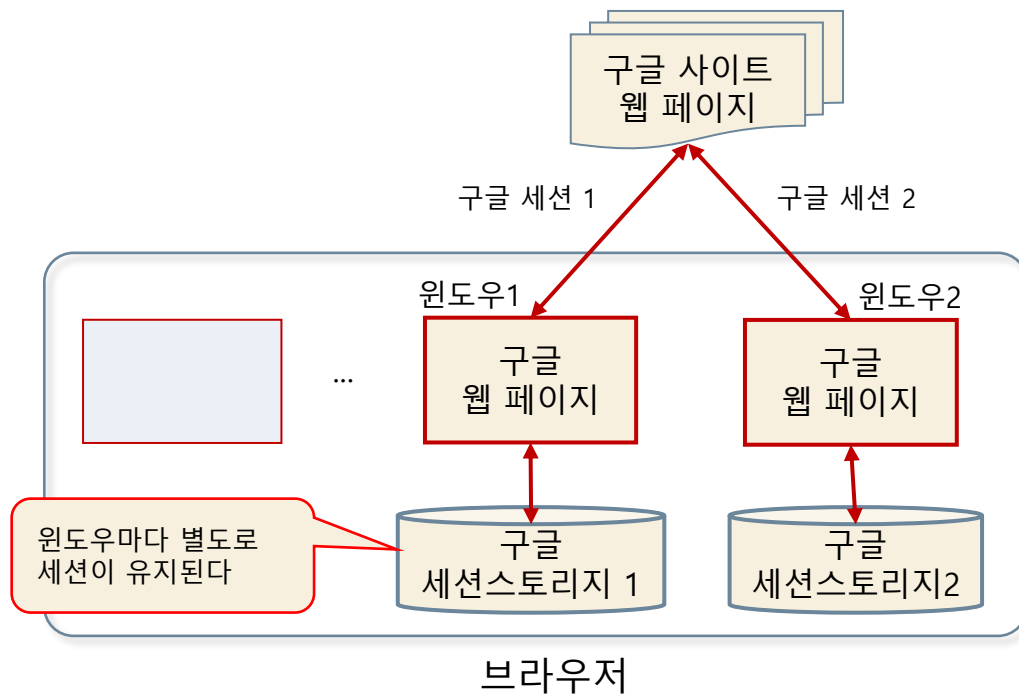 구글 사이트
웹 페이지
구글 세션 1
구글 세션 2
윈도우1
윈도우2
구글
웹 페이지
...
구글
웹 페이지
윈도우마다 별도로
세션이 유지된다
구글
세션스토리지 1
구글
세션스토리지2
브라우저